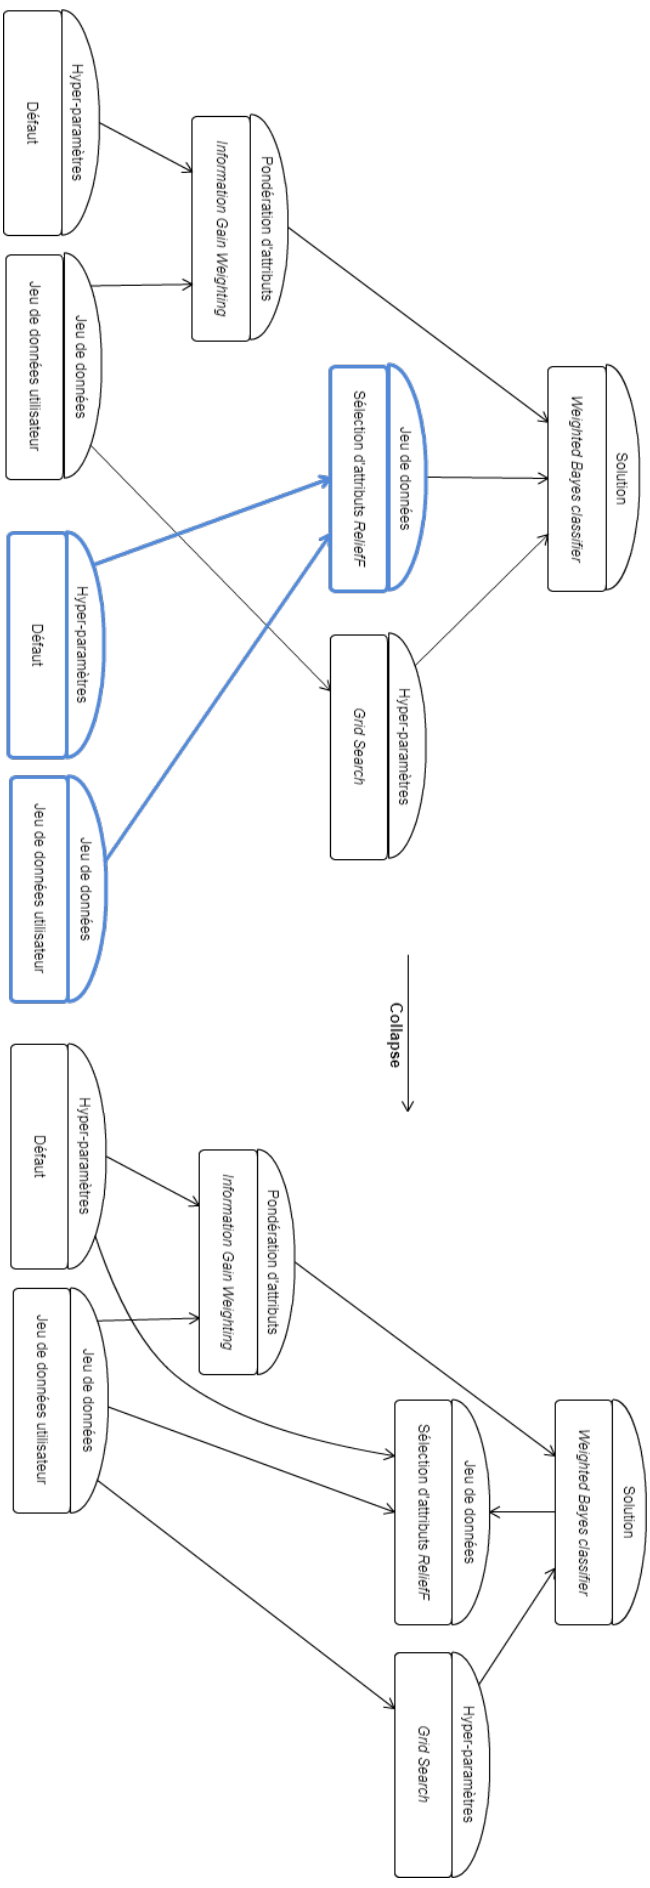 Solution
Weighted Bayes classifier
Pondération d'attributs
Information Gain Weighting
Jeu de données
Sélection d'attributs ReliefF
Hyper-paramètres
Grid Search
Hyper-paramètres
Défaut
Jeu de données
Jeu de données utilisateur
Hyper-paramètres
Défaut
Jeu de données
Jeu de données utilisateur
Collapse
Solution
Weighted Bayes classifier
Pondération d'attributs
Information Gain Weighting
Jeu de données
Sélection d'attributs ReliefF
Hyper-paramètres
Grid Search
Hyper-paramètres
Défaut
Jeu de données
Jeu de données utilisateur